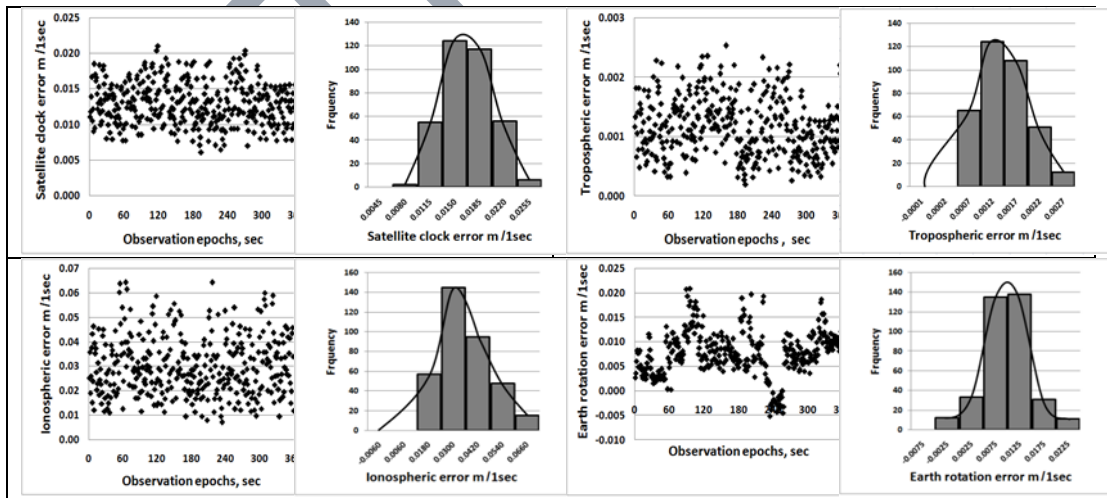 Satellite clock error m /1sec
0.025
0.020
0.015
0.010
0.005
0.000
0 60 120 180 240 300 36
Observation epochs, sec
Frquency
140
120
100
80
60
40
20
0
0.0045 0.0080 0.0115 0.0150 0.0185 0.0220 0.0255
Satellite clock error m /1sec
Tropospheric error m /1sec
0.003
0.002
0.001
0.000
0 60 120 180 240 300 36
Observation epochs , sec
Frquency
140
120
100
80
60
40
20
0
-0.0001 0.0002 0.0007 0.0012 0.0017 0.0022 0.0027
Tropospheric error m /1sec
Ionospheric error m /1sec
0.07
0.06
0.05
0.04
0.03
0.02
0.01
0.00
0 60 120 180 240 300 36
Observation epochs, sec
Frquency
160
140
120
100
80
60
40
20
0
-0.0060 0.0060 0.0180 0.0300 0.0420 0.0540 0.0660
Ionospheric error m /1sec
Earth rotation error m /1sec
0.025
0.020
0.015
0.010
0.005
0.000
-0.005
-0.010
0 60 120 180 240 300 36
Observation epochs, sec
Frquency
160
140
120
100
80
60
40
20
0
-0.0075 -0.0025 0.0025 0.0075 0.0125 0.0175 0.0225
Earth rotation error m /1sec